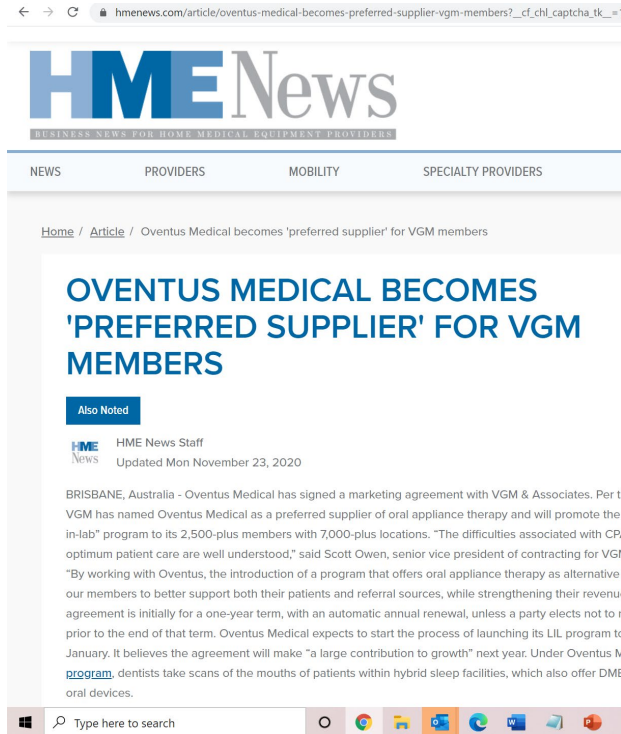 hmenews.com/article/oventus-medical-becomes-preferred-supplier-vgm-members?__cf_chl_captcha_tk__=
HME News
BUSINESS NEWS FOR HOME MEDICAL EQUIPMENT PROVIDERS
NEWS PROVIDERS MOBILITY SPECIALTY PROVIDERS
Home / Article / Oventus Medical becomes 'preferred supplier' for VGM members
OVENTUS MEDICAL BECOMES
'PREFERRED SUPPLIER' FOR VGM
MEMBERS
Also Noted
HME News
HME News Staff
Updated Mon November 23, 2020
BRISBANE, Australia - Oventus Medical has signed a marketing agreement with VGM & Associates. Per t
VGM has named Oventus Medical as a preferred supplier of oral appliance therapy and will promote the
in-lab" program to its 2,500-plus members with 7,000-plus locations. "The difficulties associated with CPA
optimum patient care are well understood," said Scott Owen, senior vice president of contracting for VGM
"By working with Oventus, the introduction of a program that offers oral appliance therapy as alternative
our members to better support both their patients and referral sources, while strengthening their revenue
agreement is initially for a one-year term, with an automatic annual renewal, unless a party elects not to r
prior to the end of that term. Oventus Medical expects to start the process of launching its LIL program to
January. It believes the agreement will make "a large contribution to growth" next year. Under Oventus M
program, dentists take scans of the mouths of patients within hybrid sleep facilities, which also offer DME
oral devices.
Type here to search